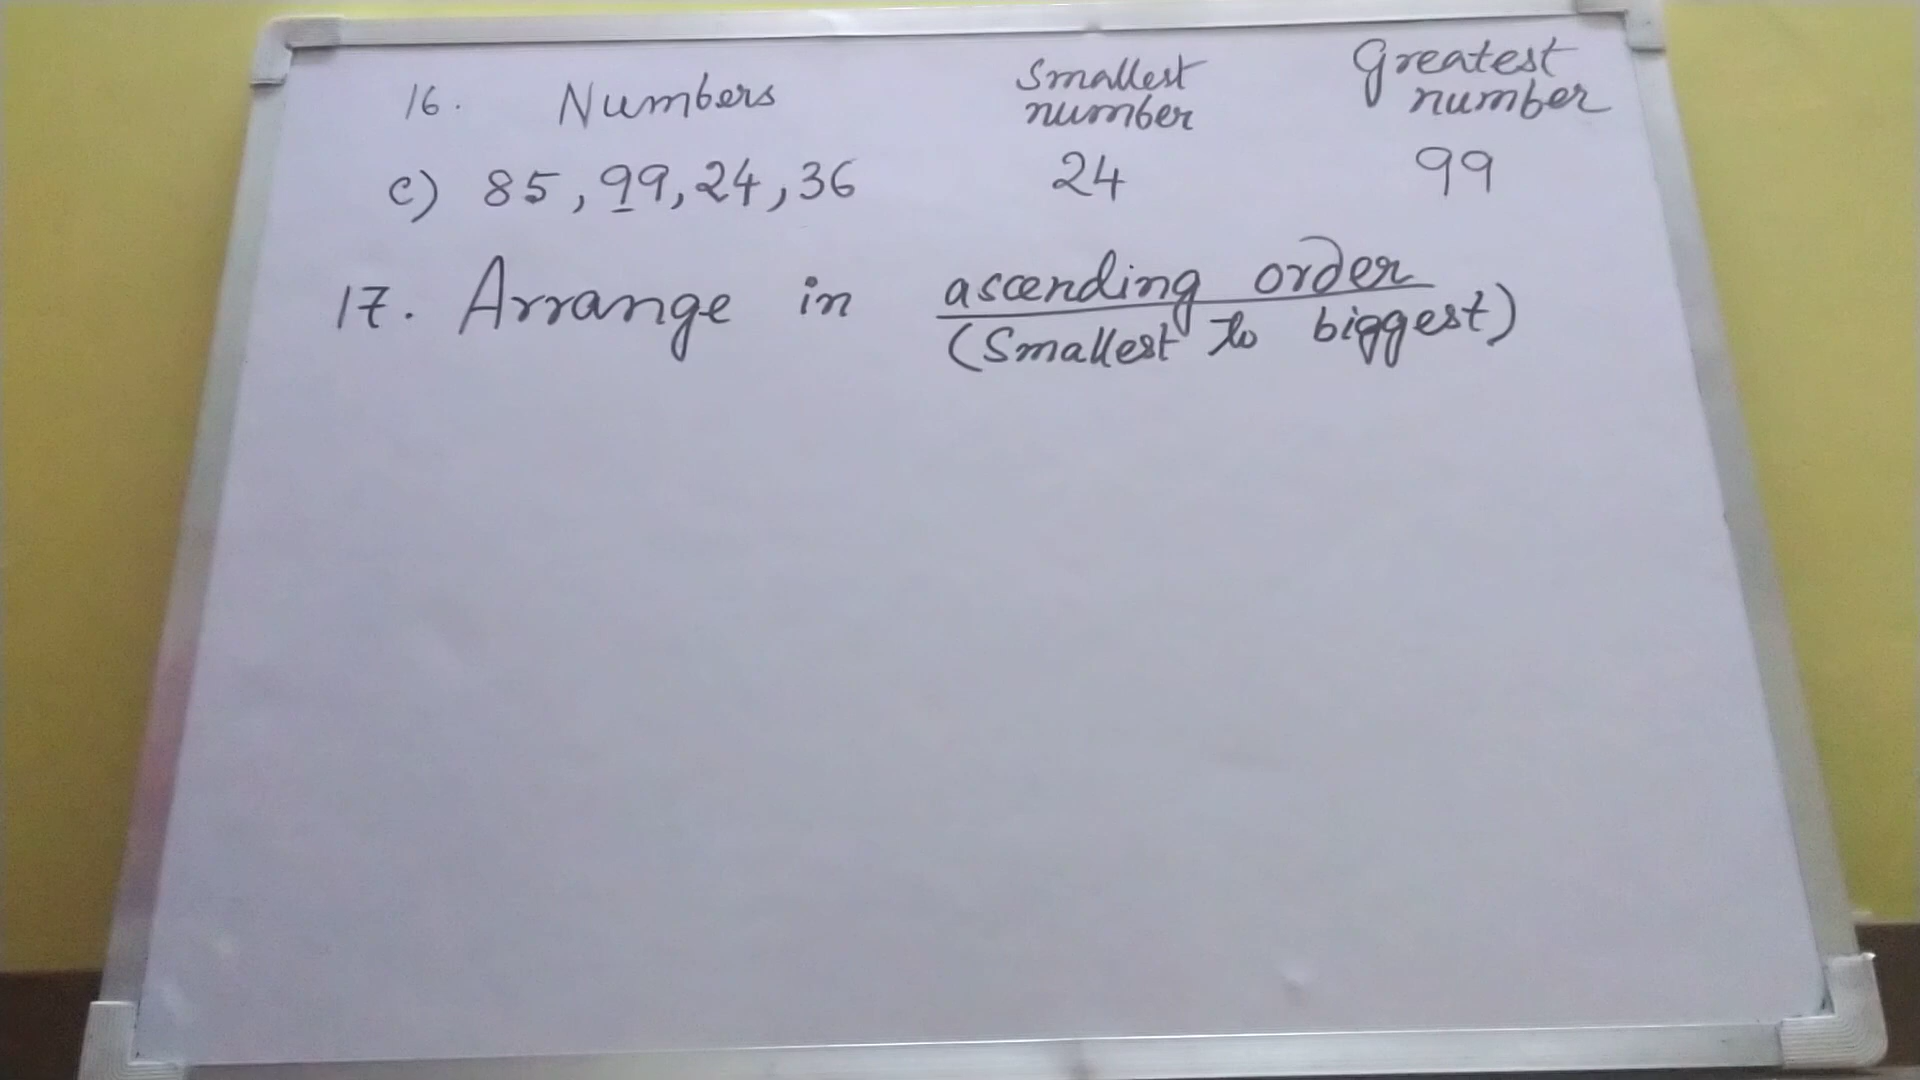 16. Numbers Smallest number Greatest number
c) 85, 99, 24, 36 24 99
17. Arrange in ascending order
(Smallest to biggest)